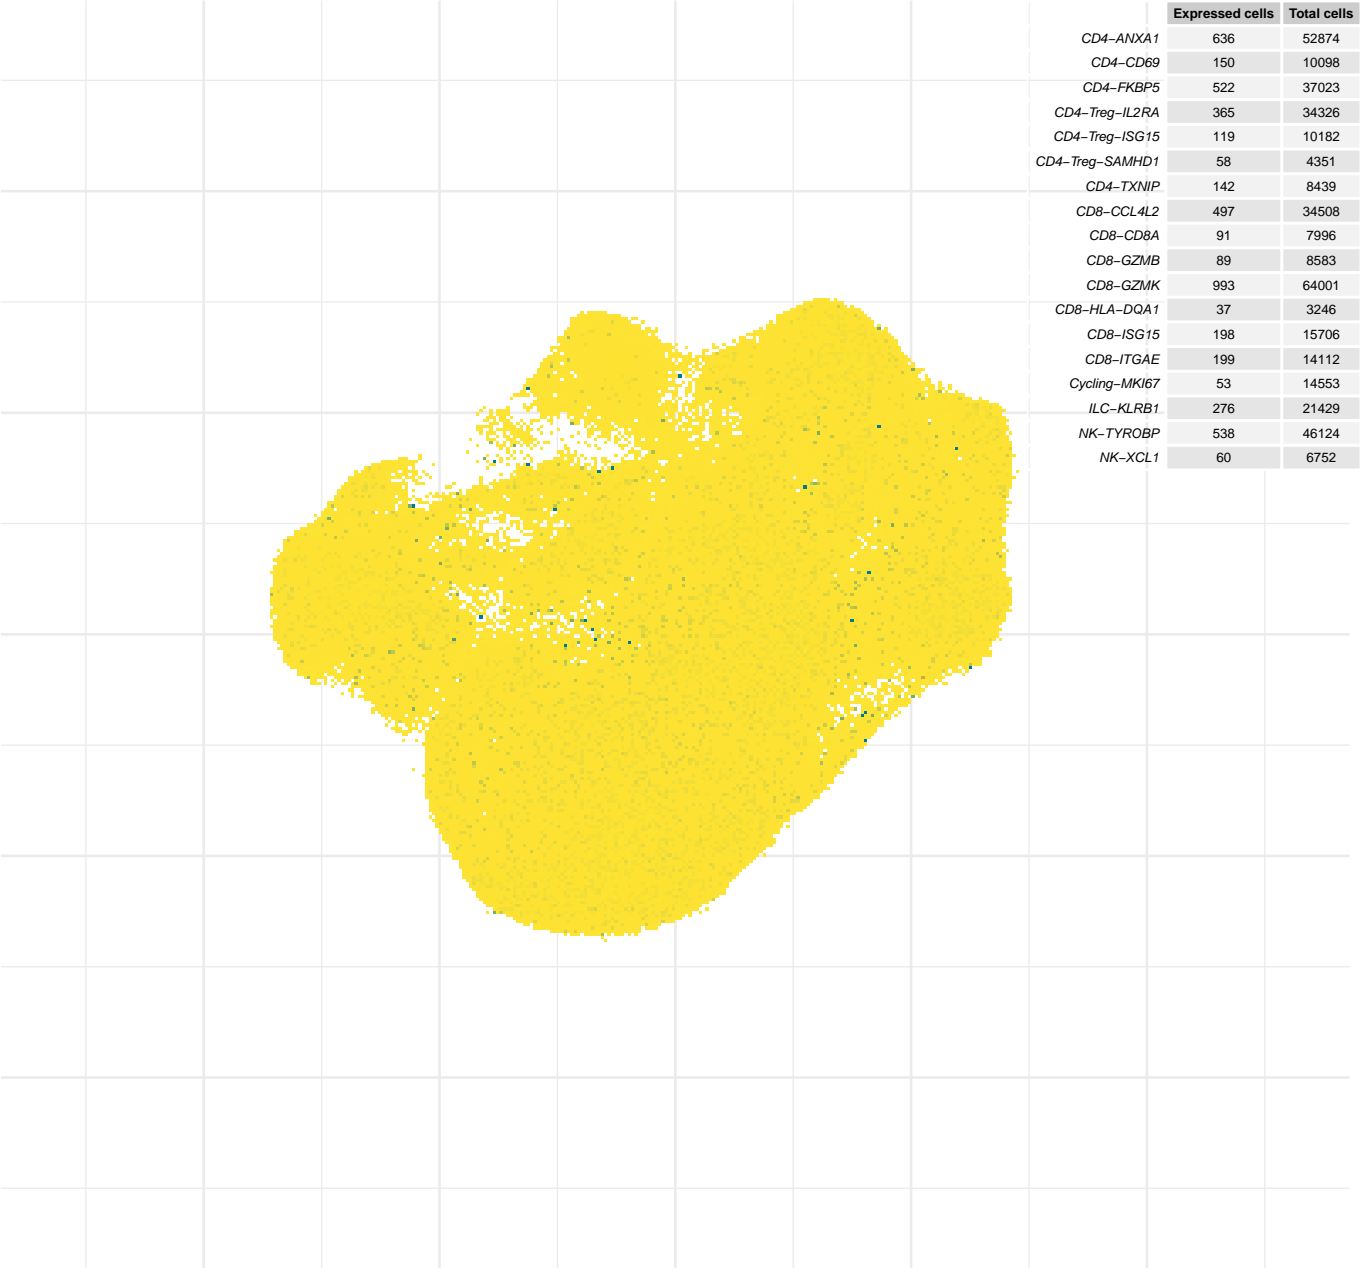 Expressed cells Total cells
CD4−ANXA1 636 52874
CD4−CD69 150 10098
CD4−FKBP5 522 37023
CD4−Treg−IL2RA 365 34326
CD4−Treg−ISG15 119 10182
CD4−Treg−SAMHD1 58 4351
CD4−TXNIP 142 8439
CD8−CCL4L2 497 34508
CD8−CD8A 91 7996
CD8−GZMB 89 8583
CD8−GZMK 993 64001
CD8−HLA−DQA1 37 3246
CD8−ISG15 198 15706
CD8−ITGAE 199 14112
Cycling−MKI67 53 14553
ILC−KLRB1 276 21429
NK−TYROBP 538 46124
NK−XCL1 60 6752